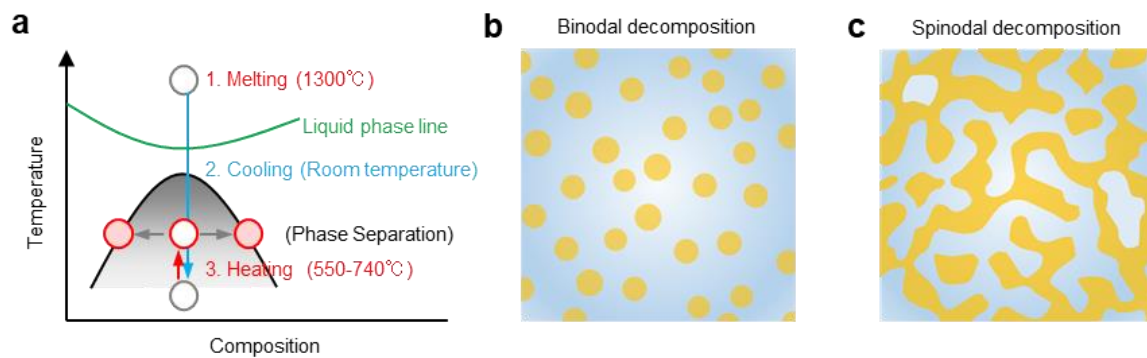 a
1. Melting (1300℃)
Liquid phase line
2. Cooling (Room temperature)
(Phase Separation)
3. Heating (550-740℃)
Temperature
Composition
b
Binodal decomposition
c
Spinodal decomposition